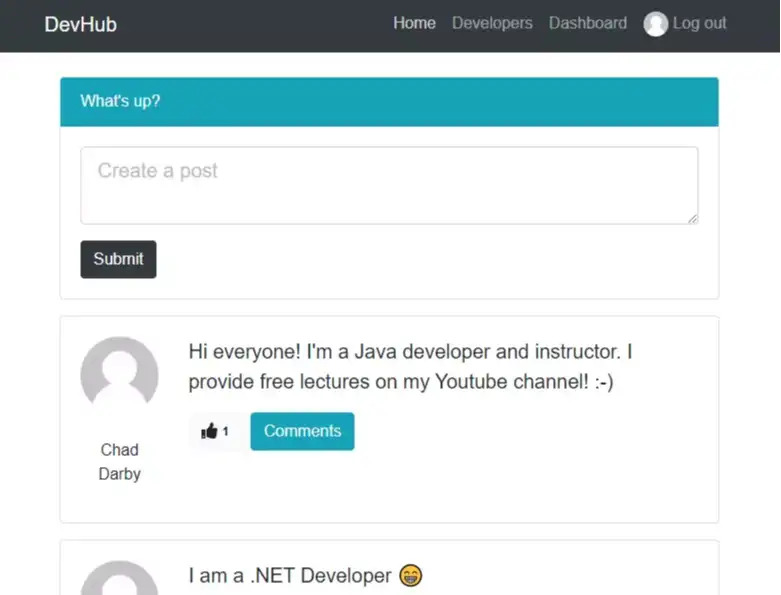 DevHub Home Developers Dashboard Log out
What's up?
Create a post
Submit
Hi everyone! I'm a Java developer and instructor. I
provide free lectures on my Youtube channel! :-)
1 Comments
Chad
Darby
I am a .NET Developer 😁